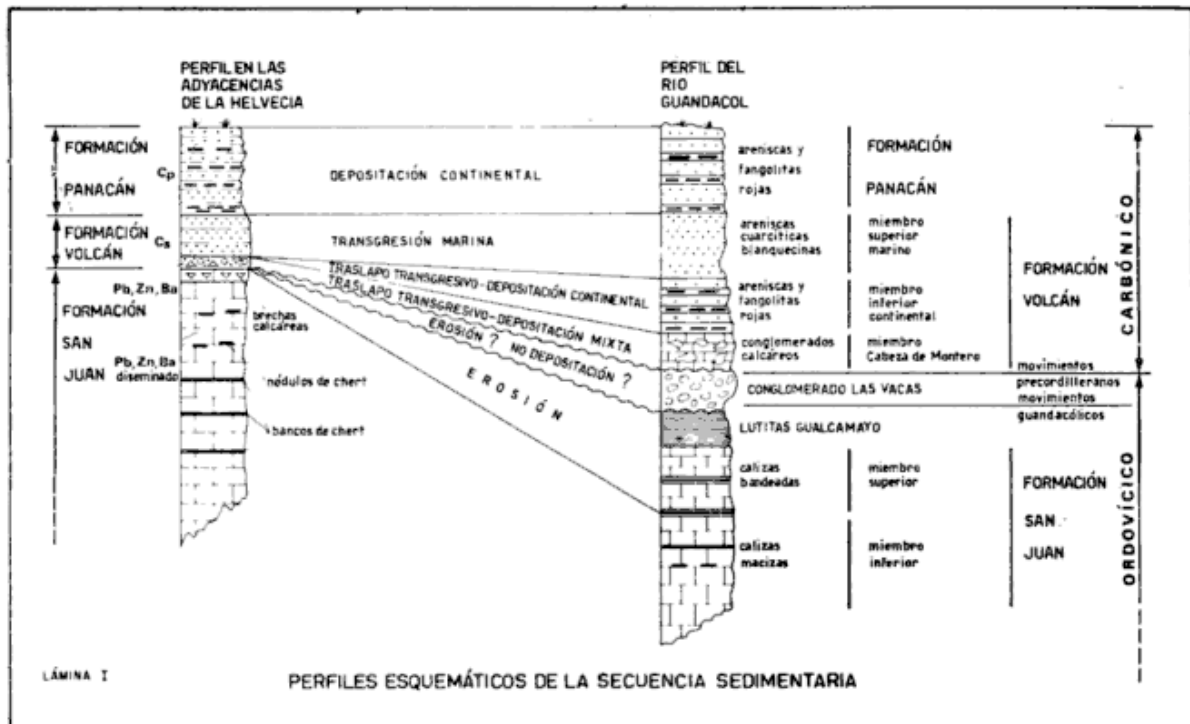 PERFIL EN LAS
ADYACENCIAS
DE LA HELVECIA
PERFIL DEL
RIO
GUANDACOL
FORMACIÓN
PANACÁN
Cp
FORMACIÓN
VOLCÁN
Cs
Pb, Zn, Ba
FORMACIÓN
SAN
JUAN
Pb, Zn, Ba
diseminado
brechas
calcáreas
nódulos de chert
bancos de chert
DEPOSITACIÓN CONTINENTAL
TRANSGRESIÓN MARINA
TRASLAPO TRANSGRESIVO-DEPOSITACIÓN CONTINENTAL
TRASLAPO TRANSGRESIVO-DEPOSITACIÓN MIXTA
EROSIÓN ? NO DEPOSITACIÓN ?
EROSIÓN
areniscas y
fangolitas
rojas
FORMACIÓN
PANACÁN
areniscas
cuarcíticas
blanquecinas
miembro
superior
marino
areniscas y
fangolitas
rojas
miembro
inferior
continental
FORMACIÓN
VOLCÁN
conglomerados
calcáreos
miembro
Cabeza de Montero
CONGLOMERADO LAS VACAS
movimientos
precordilleranos
movimientos
guandacólicos
LUTITAS GUALCAMAYO
calizas
bandeadas
miembro
superior
calizas
macizas
miembro
inferior
FORMACIÓN
SAN
JUAN
CARBÓNICO
ORDOVÍCICO
LÁMINA I
PERFILES ESQUEMÁTICOS DE LA SECUENCIA SEDIMENTARIA